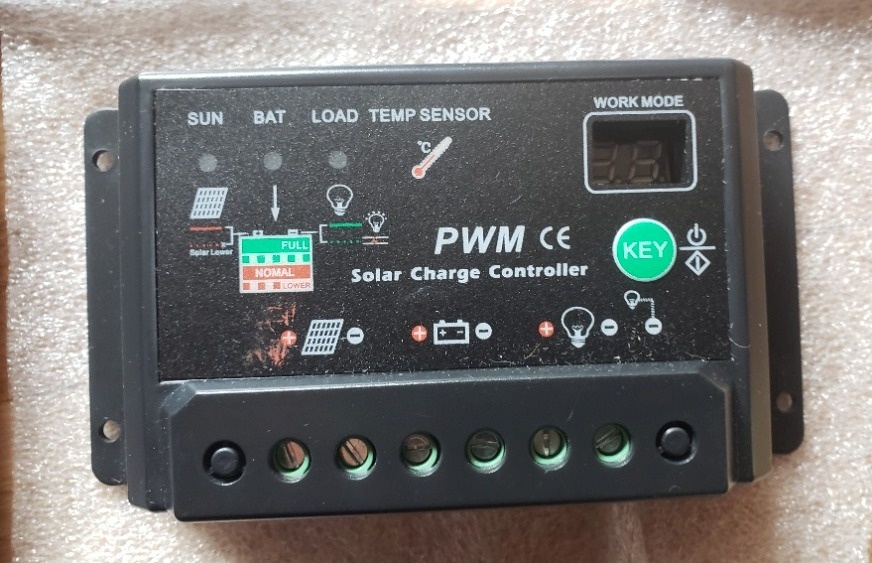 SUN BAT LOAD TEMP SENSOR
WORK MODE
°C
Solar Lower
FULL
NOMAL
LOWER
PWM CE
KEY
Solar Charge Controller